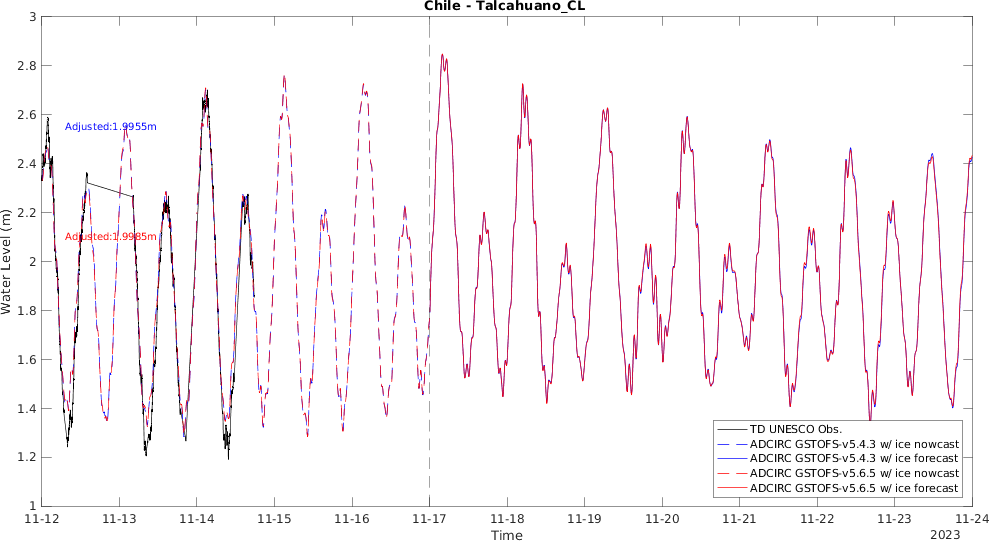 Chile - Talcahuano_CL
3
2.8
2.6
2.4
2.2
2
1.8
1.6
1.4
1.2
1
Water Level (m)
Adjusted:1.9955m
Adjusted:1.9985m
TD UNESCO Obs.
ADCIRC GSTOFS-v5.4.3 w/ ice nowcast
ADCIRC GSTOFS-v5.4.3 w/ ice forecast
ADCIRC GSTOFS-v5.6.5 w/ ice nowcast
ADCIRC GSTOFS-v5.6.5 w/ ice forecast
11-12 11-13 11-14 11-15 11-16 11-17 11-18 11-19 11-20 11-21 11-22 11-23 11-24
Time
2023